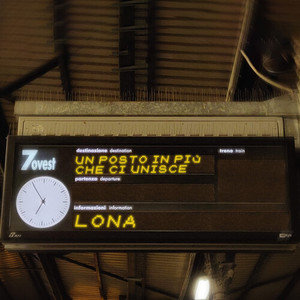 7ovest
destinazione destination
treno train
UN POSTO IN PIÙ
CHE CI UNISCE
partenza departure
informazioni information
LONA